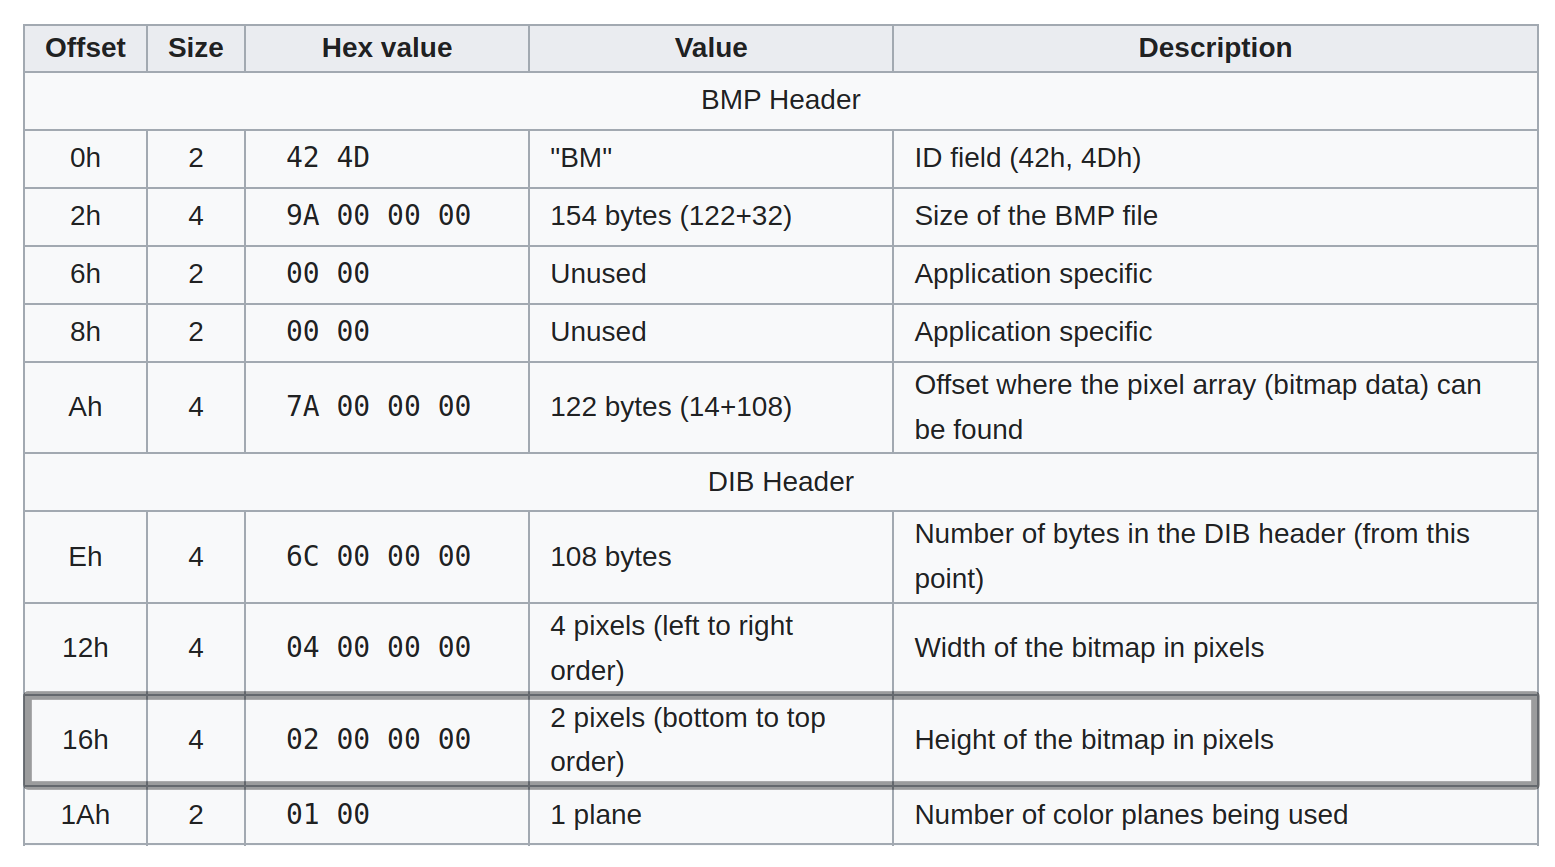 Offset Size Hex value Value Description
BMP Header
0h 2 42 4D "BM" ID field (42h, 4Dh)
2h 4 9A 00 00 00 154 bytes (122+32) Size of the BMP file
6h 2 00 00 Unused Application specific
8h 2 00 00 Unused Application specific
Ah 4 7A 00 00 00 122 bytes (14+108) Offset where the pixel array (bitmap data) can
be found
DIB Header
Eh 4 6C 00 00 00 108 bytes Number of bytes in the DIB header (from this
point)
12h 4 04 00 00 00 4 pixels (left to right
order) Width of the bitmap in pixels
16h 4 02 00 00 00 2 pixels (bottom to top
order) Height of the bitmap in pixels
1Ah 2 01 00 1 plane Number of color planes being used